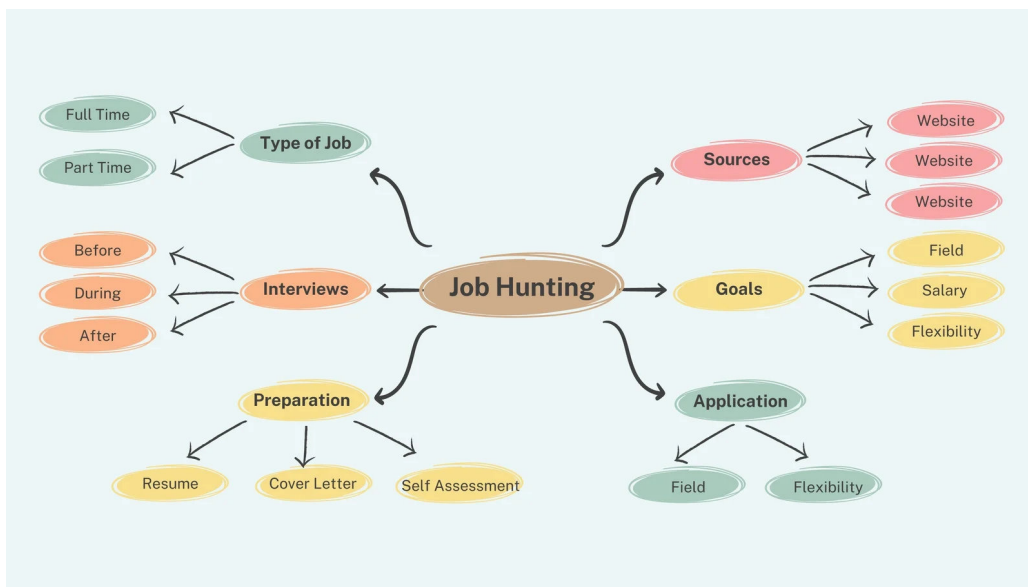 Job Hunting
Type of Job
Full Time
Part Time
Interviews
Before
During
After
Preparation
Resume
Cover Letter
Self Assessment
Sources
Website
Website
Website
Goals
Field
Salary
Flexibility
Application
Field
Flexibility